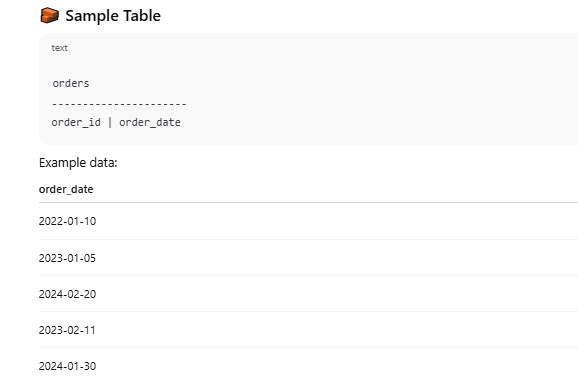 Sample Table
text
orders
----------------------
order_id | order_date
Example data:
order_date
2022-01-10
2023-01-05
2024-02-20
2023-02-11
2024-01-30